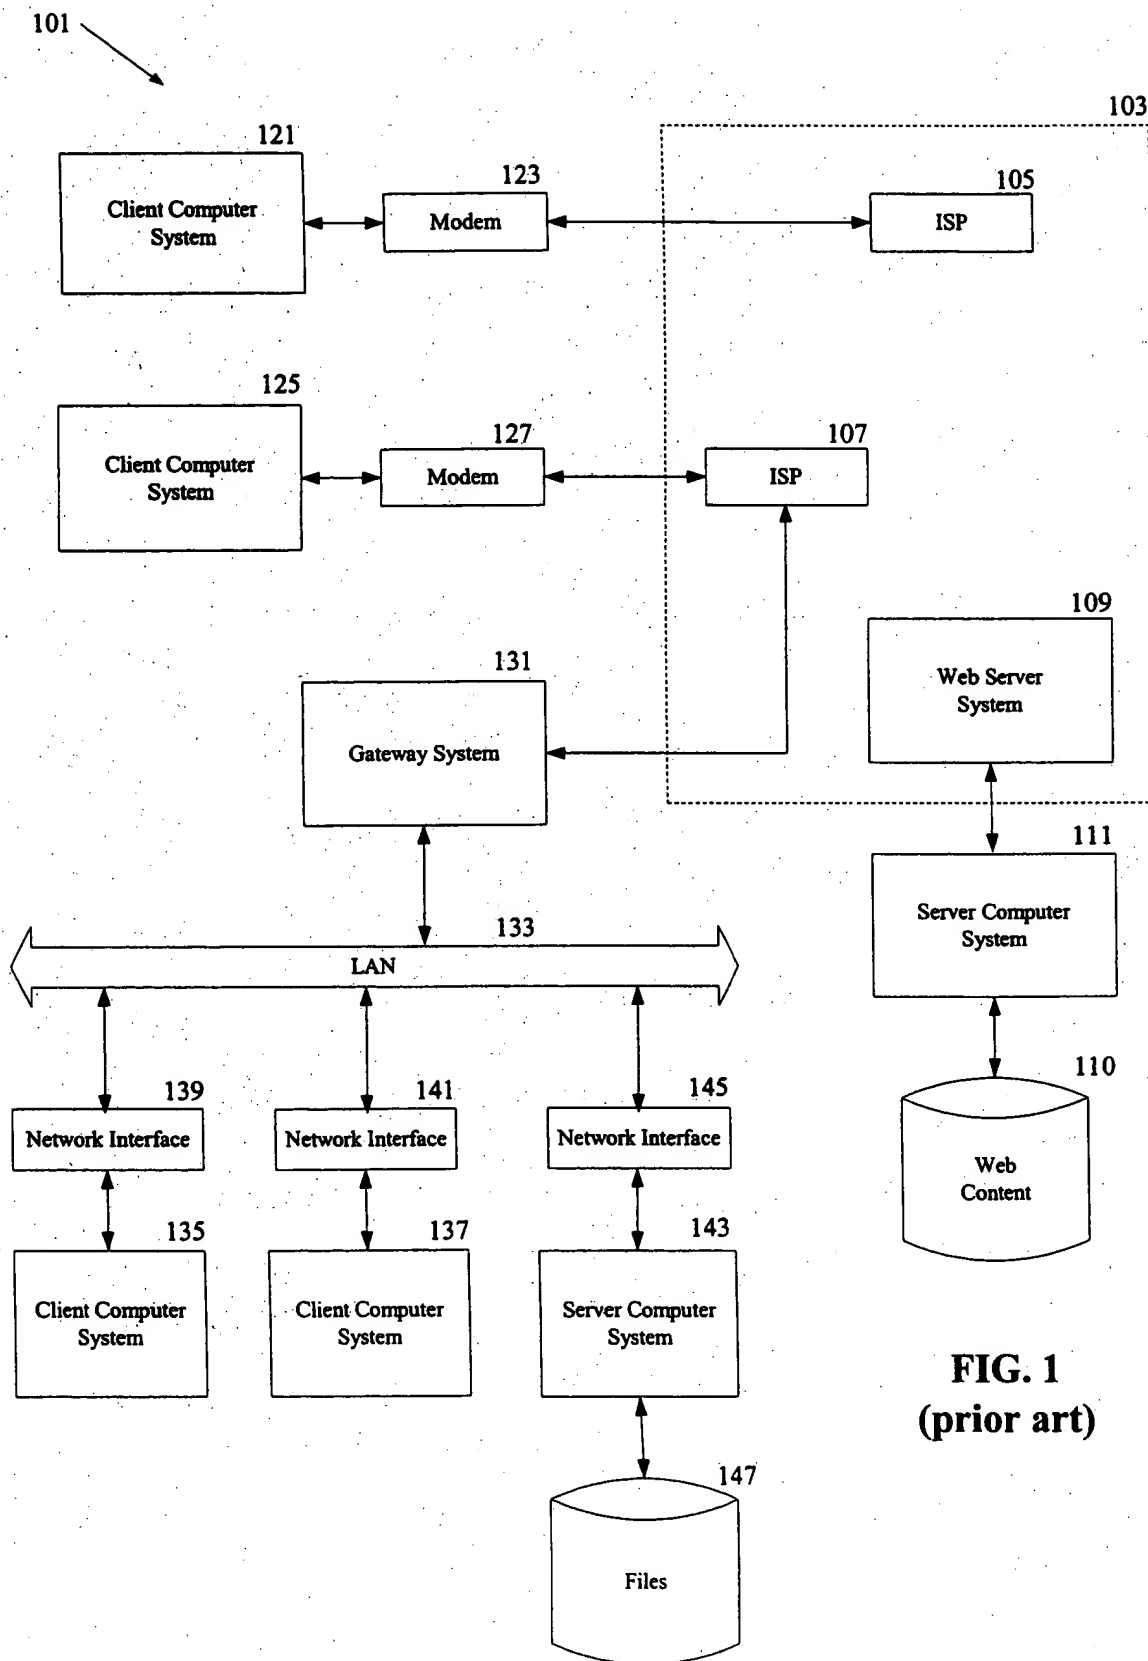 101
103
121
Client Computer
System
123
Modem
105
ISP
125
Client Computer
System
127
Modem
107
ISP
109
Web Server
System
131
Gateway System
111
Server Computer
System
133
LAN
110
Web
Content
139
Network Interface
141
Network Interface
145
Network Interface
135
Client Computer
System
137
Client Computer
System
143
Server Computer
System
FIG. 1
(prior art)
147
Files